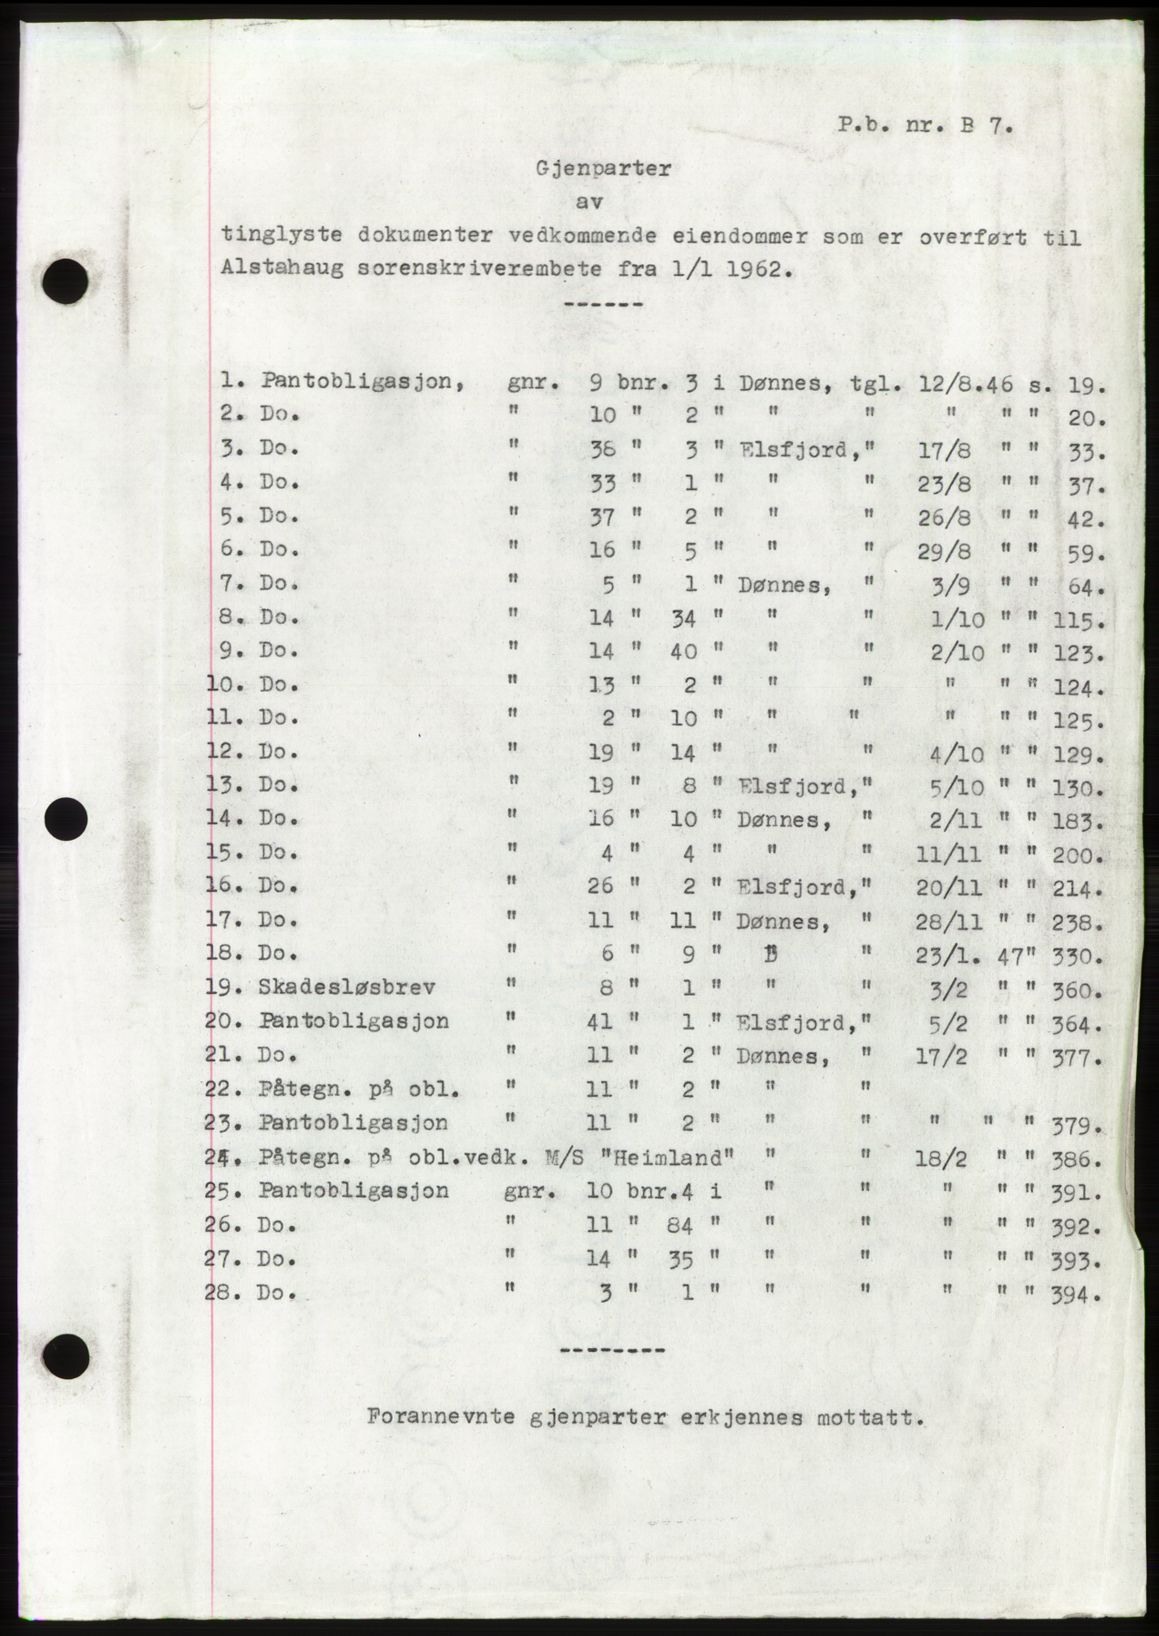 P.b. nr. B 7.
Gjenparter
av
tinglyste dokumenter vedkommende eiendommer som er overført til
Alstahaug sorenskriverembete fra 1/1 1962.
------
1. Pantobligasjon, gnr. 9 bnr. 3 i Dønnes, tgl. 12/8.46 s. 19.
2. Do. " 10 " 2 " " " " " " 20.
3. Do. " 38 " 3 " Elsfjord," 17/8 " " 33.
4. Do. " 33 " 1 " " " 23/8 " " 37.
5. Do. " 37 " 2 " " " 26/8 " " 42.
6. Do. " 16 " 5 " " " 29/8 " " 59.
7. Do. " 5 " 1 " Dønnes, " 3/9 " " 64.
8. Do. " 14 " 34 " " " 1/10 " " 115.
9. Do. " 14 " 40 " " " 2/10 " " 123.
10. Do. " 13 " 2 " " " " " " 124.
11. Do. " 2 " 10 " " " " " " 125.
12. Do. " 19 " 14 " " " 4/10 " " 129.
13. Do. " 19 " 8 " Elsfjord," 5/10 " " 130.
14. Do. " 16 " 10 " Dønnes, " 2/11 " " 183.
15. Do. " 4 " 4 " " " 11/11 " " 200.
16. Do. " 26 " 2 " Elsfjord," 20/11 " " 214.
17. Do. " 11 " 11 " Dønnes, " 28/11 " " 238.
18. Do. " 6 " 9 " " 23/1. 47" 330.
19. Skadesløsbrev " 8 " 1 " " " 3/2 " " 360.
20. Pantobligasjon " 41 " 1 " Elsfjord," 5/2 " " 364.
21. Do. " 11 " 2 " Dønnes, " 17/2 " " 377.
22. Påtegn. på obl. " 11 " 2 " " "
23. Pantobligasjon " 11 " 2 " " " " " " 379.
24. Påtegn. på obl.vedk. M/S "Heimland" " " 18/2 " " 386.
25. Pantobligasjon gnr. 10 bnr.4 i " " " " " 391.
26. Do. " 11 " 84 " " " " " " 392.
27. Do. " 14 " 35 " " " " " " 393.
28. Do. " 3 " 1 " " " " " " 394.
--------
Forannevnte gjenparter erkjennes mottatt.